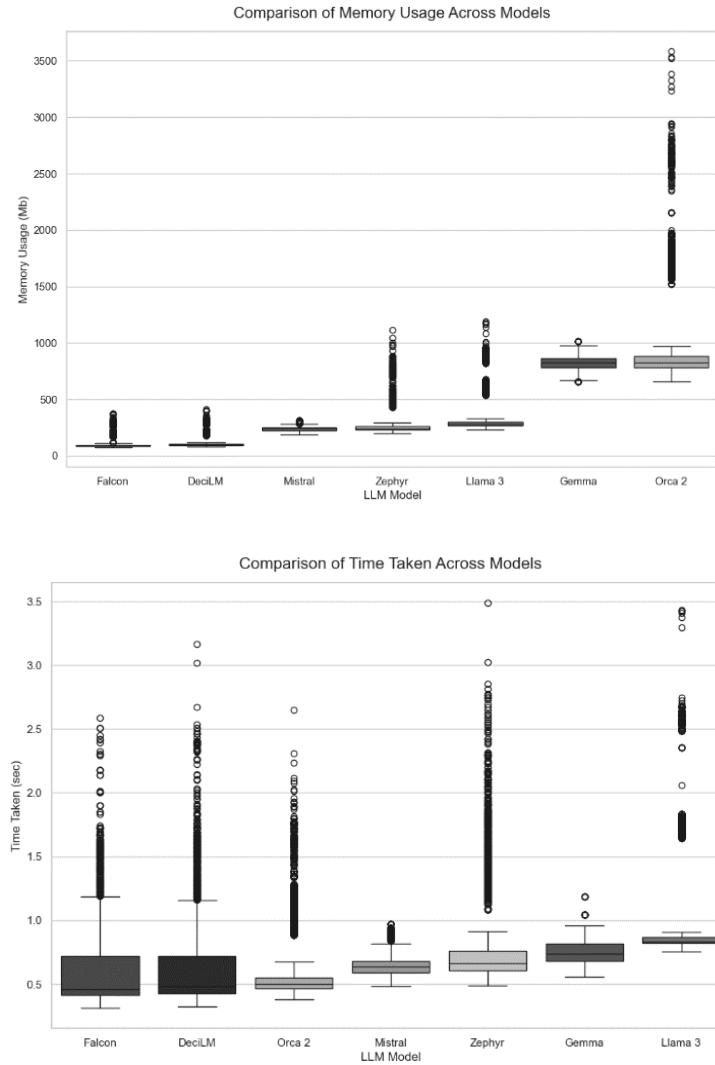 Comparison of Memory Usage Across Models
3500
3000
2500
2000
1500
1000
500
0
Memory Usage (Mb)
Falcon DeciLM Mistral Zephyr Llama 3 Gemma Orca 2
LLM Model
Comparison of Time Taken Across Models
3.5
3.0
2.5
2.0
1.5
1.0
0.5
Time Taken (sec)
Falcon DeciLM Orca 2 Mistral Zephyr Gemma Llama 3
LLM Model